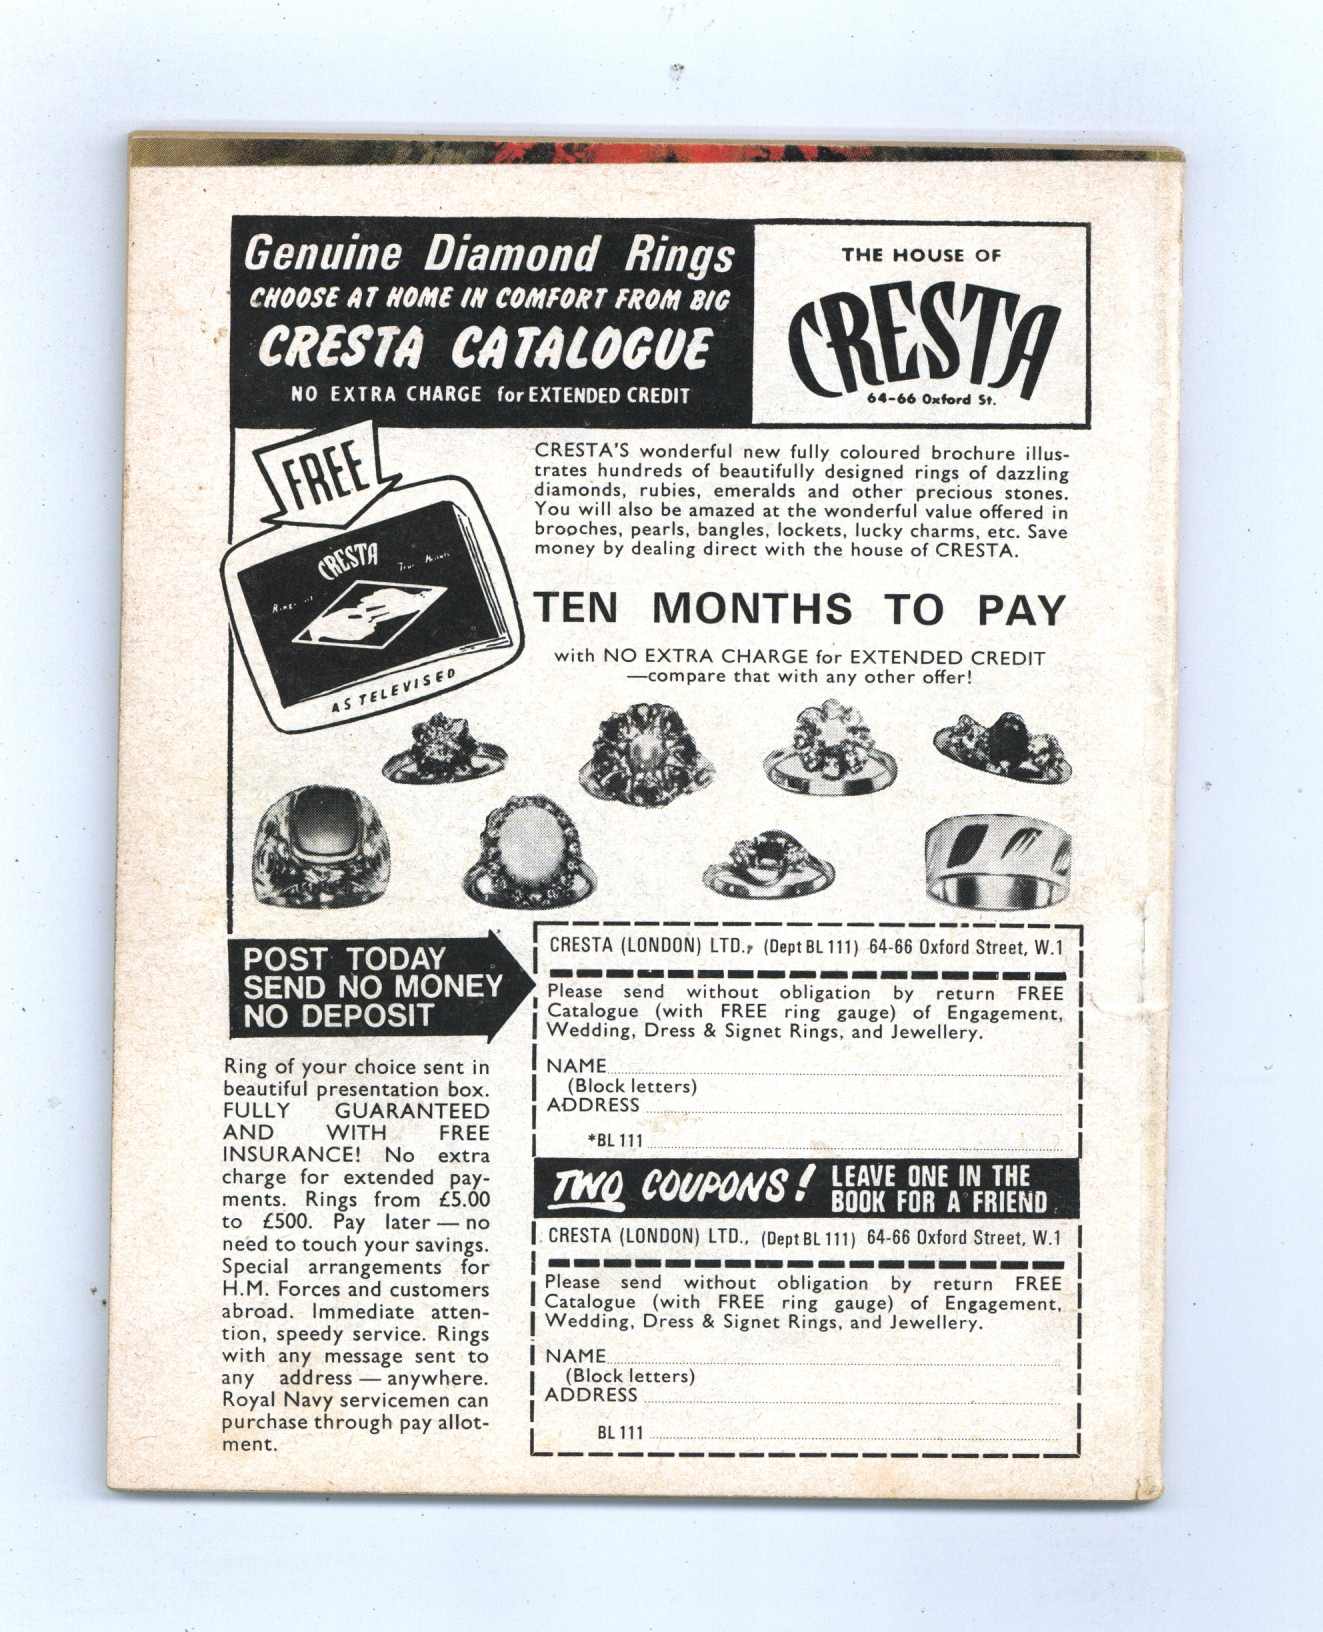 Genuine Diamond Rings
CHOOSE AT HOME IN COMFORT FROM BIG
CRESTA CATALOGUE
NO EXTRA CHARGE for EXTENDED CREDIT
THE HOUSE OF
CRESTA
64-66 Oxford St.
FREE
CRESTA
AS TELEVISED
CRESTA'S wonderful new fully coloured brochure illus-
trates hundreds of beautifully designed rings of dazzling
diamonds, rubies, emeralds and other precious stones.
You will also be amazed at the wonderful value offered in
brooches, pearls, bangles, lockets, lucky charms, etc. Save
money by dealing direct with the house of CRESTA.
TEN MONTHS TO PAY
with NO EXTRA CHARGE for EXTENDED CREDIT
—compare that with any other offer!
POST TODAY
SEND NO MONEY
NO DEPOSIT
Ring of your choice sent in
beautiful presentation box.
FULLY GUARANTEED
AND WITH FREE
INSURANCE! No extra
charge for extended pay-
ments. Rings from £5.00
to £500. Pay later — no
need to touch your savings.
Special arrangements for
H.M. Forces and customers
abroad. Immediate atten-
tion, speedy service. Rings
with any message sent to
any address — anywhere.
Royal Navy servicemen can
purchase through pay allot-
ment.
CRESTA (LONDON) LTD., (Dept BL 111) 64-66 Oxford Street, W.1
Please send without obligation by return FREE
Catalogue (with FREE ring gauge) of Engagement,
Wedding, Dress & Signet Rings, and Jewellery.
NAME
(Block letters)
ADDRESS
*BL 111
TWO COUPONS! LEAVE ONE IN THE
BOOK FOR A FRIEND
CRESTA (LONDON) LTD., (Dept BL 111) 64-66 Oxford Street, W.1
Please send without obligation by return FREE
Catalogue (with FREE ring gauge) of Engagement,
Wedding, Dress & Signet Rings, and Jewellery.
NAME
(Block letters)
ADDRESS
BL 111